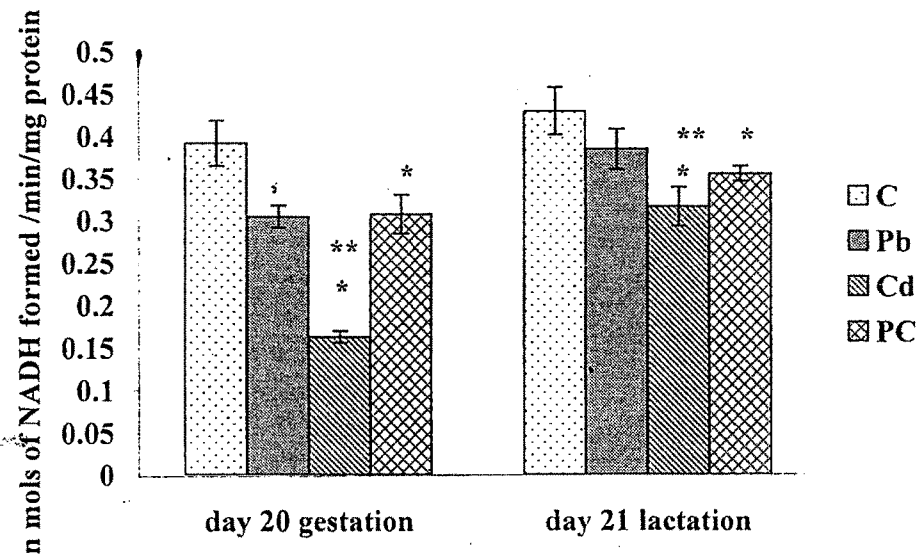 n mols of NADH formed /min/mg protein
0.5
0.45
0.4
0.35
0.3
0.25
0.2
0.15
0.1
0.05
0
*
**
*
**
*
*
day 20 gestation
day 21 lactation
C
Pb
Cd
PC